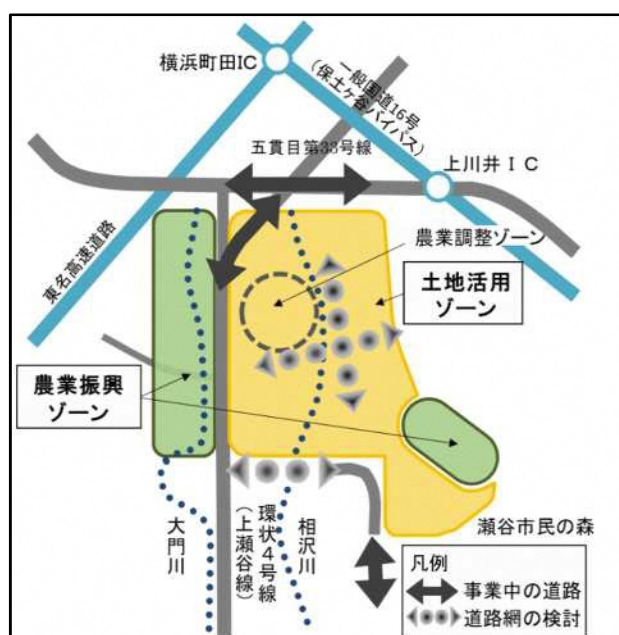 横浜町田IC
一般国道16号
(保土ヶ谷バイパス)
五貫目第33号線
上川井IC
東名高速道路
農業調整ゾーン
土地活用
ゾーン
農業振興
ゾーン
大門川
環状4号線
(上瀬谷線)
相沢川
瀬谷市民の森
凡例
事業中の道路
道路網の検討